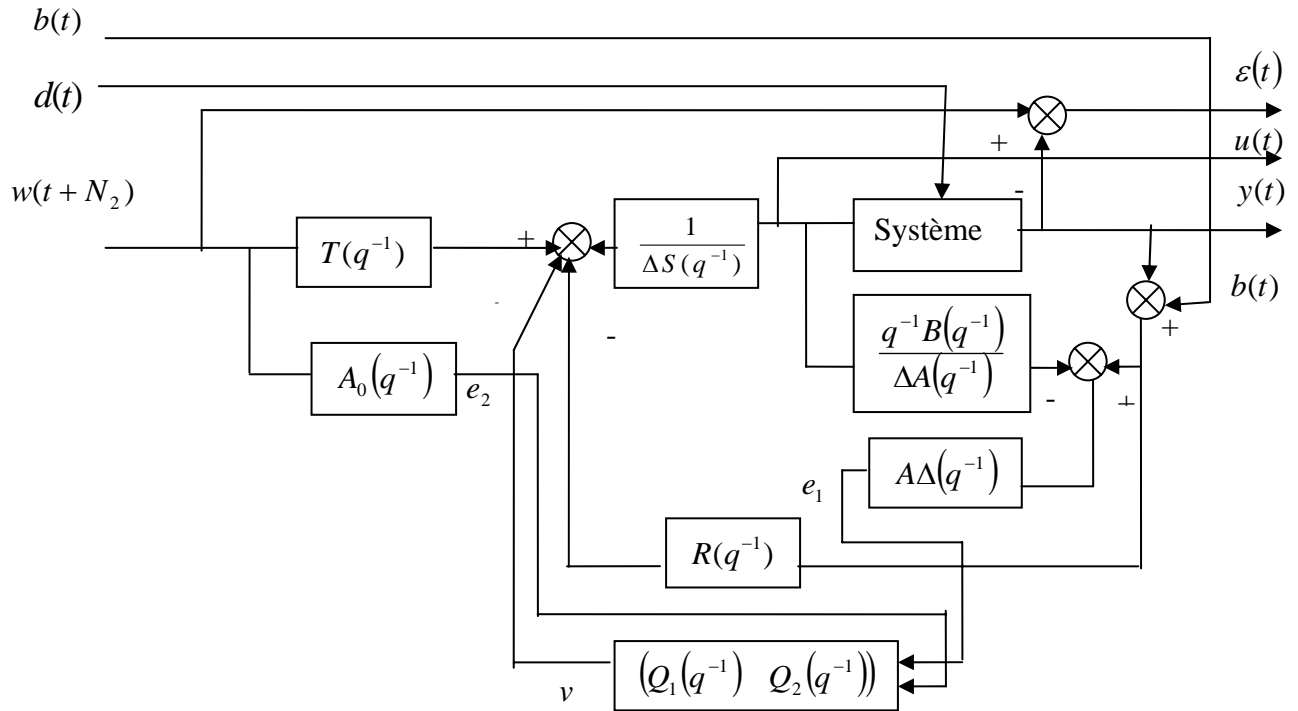 b(t)
d(t)
ε(t)
+
u(t)
w(t + N₂)
-
y(t)
T(q⁻¹)
+
1
ΔS(q⁻¹)
Système
b(t)
-
-
+
q⁻¹B(q⁻¹)
ΔA(q⁻¹)
A₀(q⁻¹)
e₂
-
+
AΔ(q⁻¹)
e₁
R(q⁻¹)
(Q₁(q⁻¹) Q₂(q⁻¹))
v